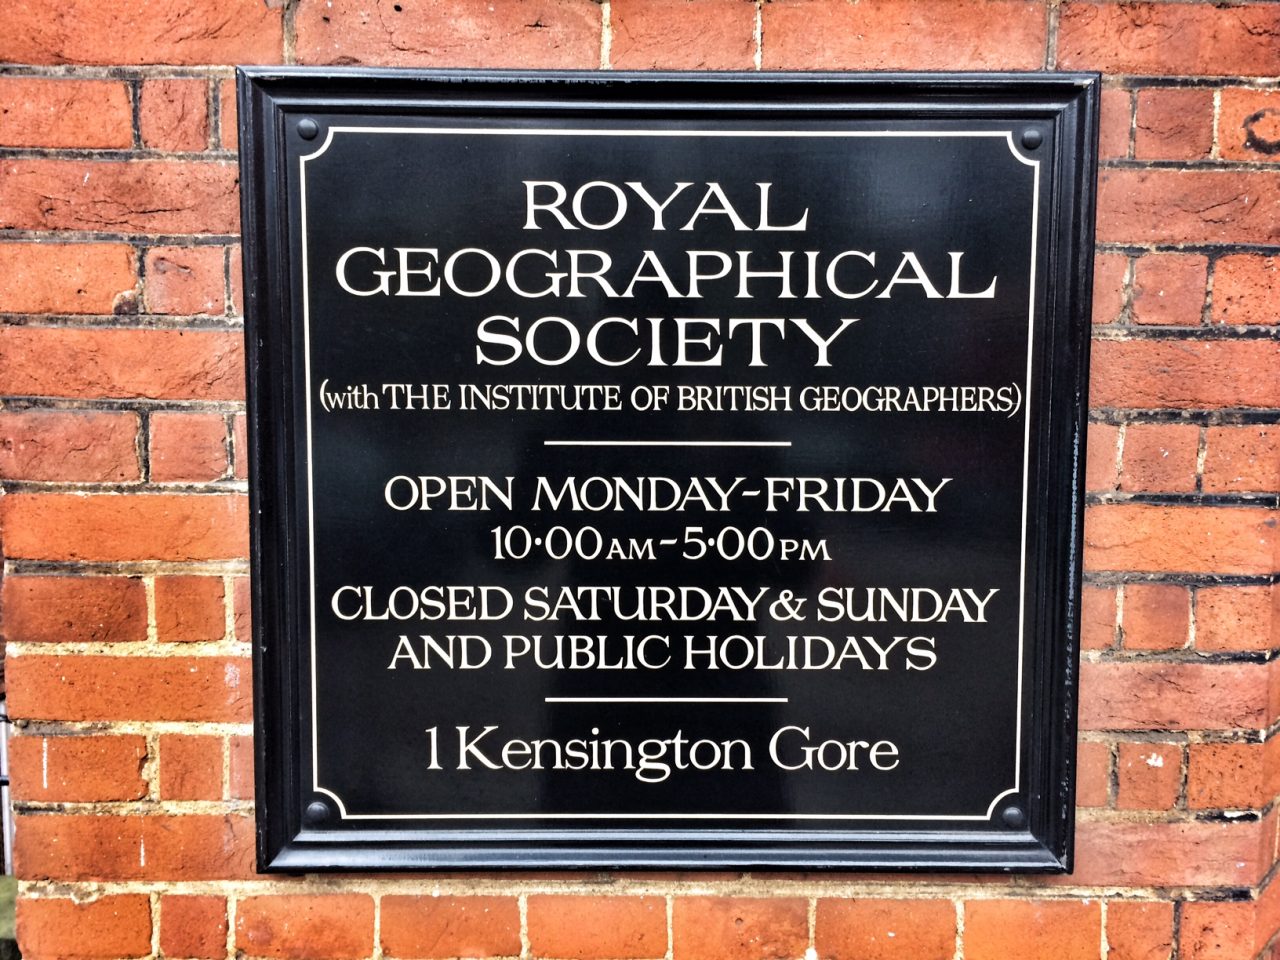 ROYAL
GEOGRAPHICAL
SOCIETY
(with THE INSTITUTE OF BRITISH GEOGRAPHERS)
OPEN MONDAY-FRIDAY
10·00AM-5·00PM
CLOSED SATURDAY & SUNDAY
AND PUBLIC HOLIDAYS
1 Kensington Gore